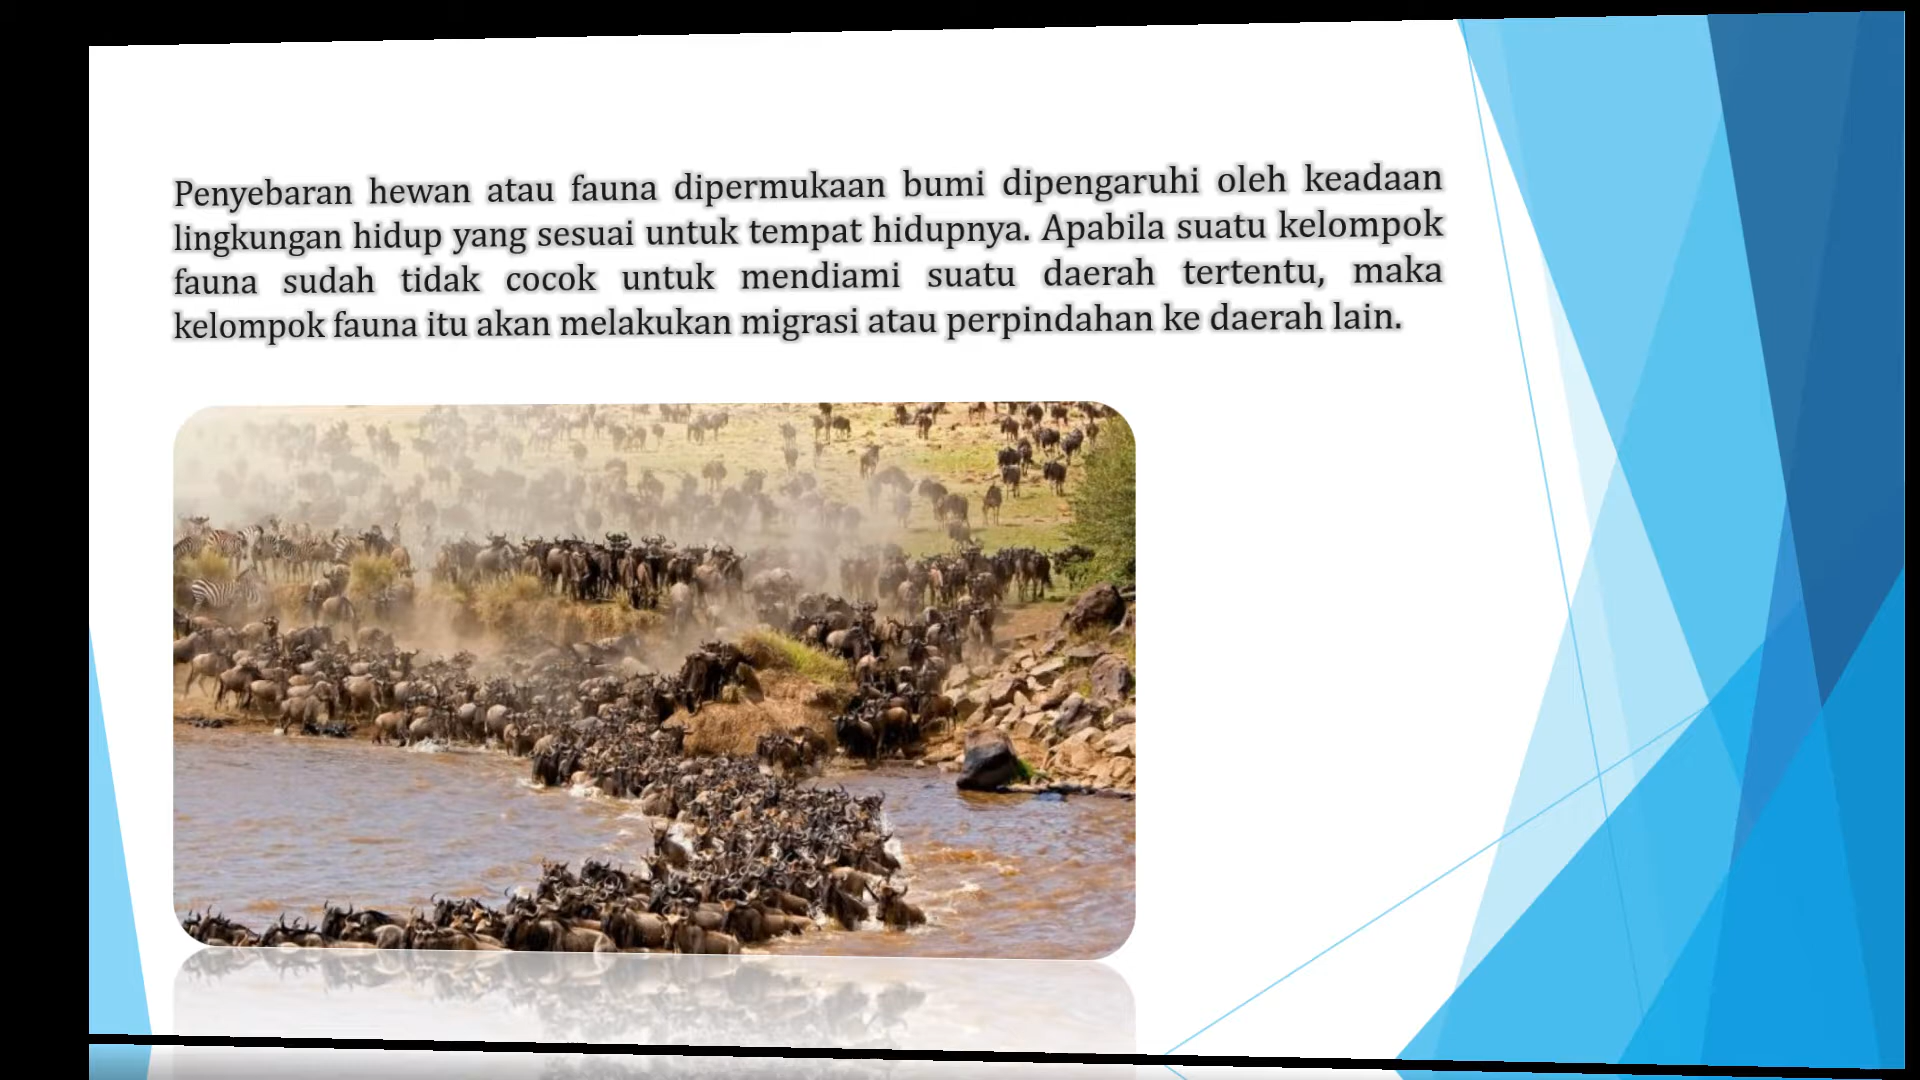 Penyebaran hewan atau fauna dipermukaan bumi dipengaruhi oleh keadaan
lingkungan hidup yang sesuai untuk tempat hidupnya. Apabila suatu kelompok
fauna sudah tidak cocok untuk mendiami suatu daerah tertentu, maka
kelompok fauna itu akan melakukan migrasi atau perpindahan ke daerah lain.